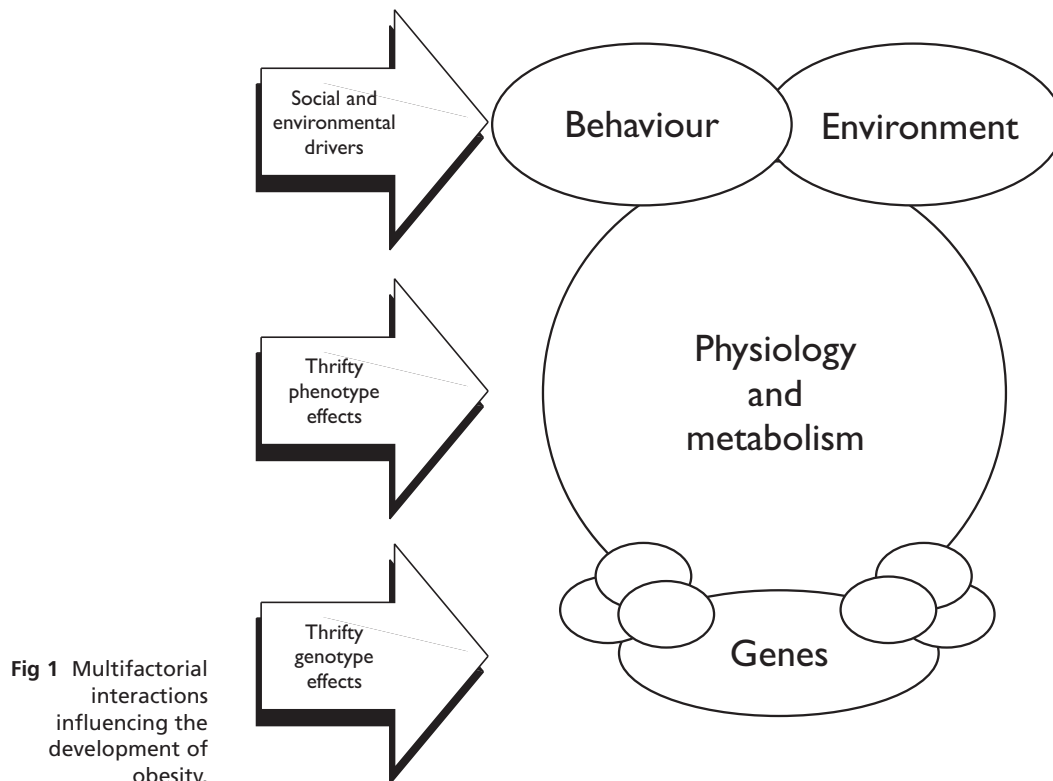 Social and
environmental
drivers
Behaviour
Environment
Thrifty
phenotype
effects
Physiology
and
metabolism
Thrifty
genotype
effects
Genes
Fig 1 Multifactorial
interactions
influencing the
development of
obesity.